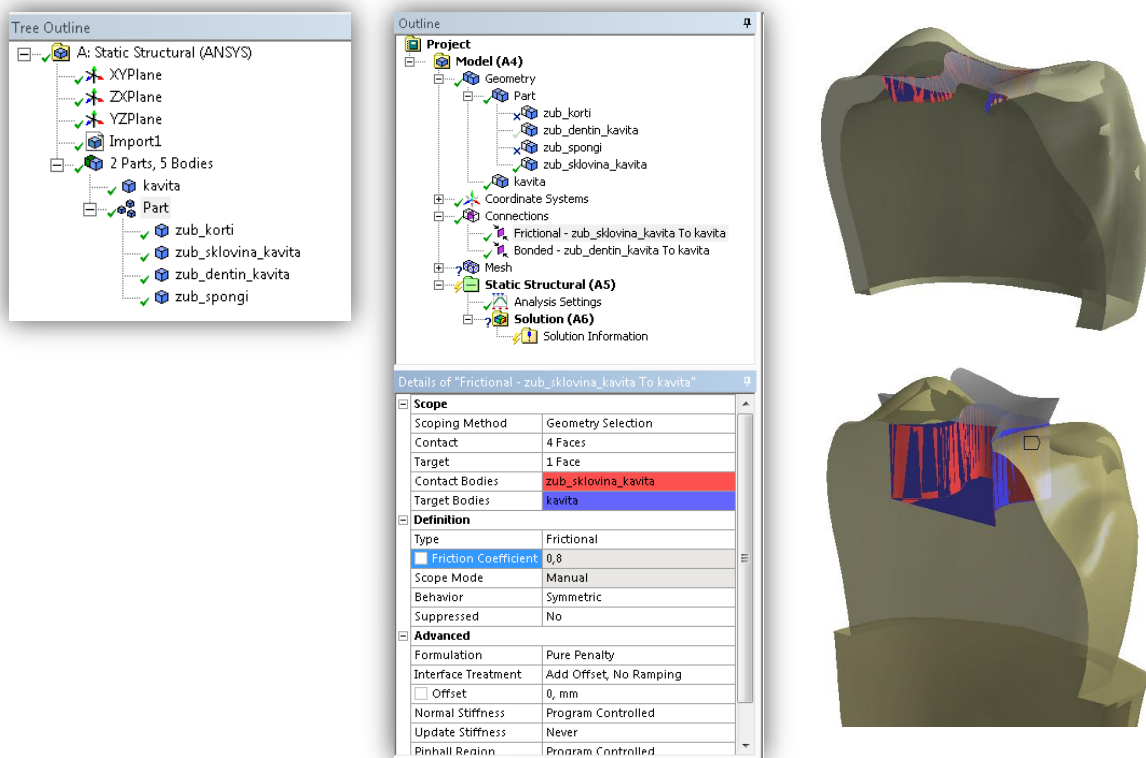 Tree Outline
A: Static Structural (ANSYS)
XYPlane
ZXPlane
YZPlane
Import1
2 Parts, 5 Bodies
kavita
Part
zub_korti
zub_sklovina_kavita
zub_dentin_kavita
zub_spongi
Outline
Project
Model (A4)
Geometry
Part
zub_korti
zub_dentin_kavita
zub_spongi
zub_sklovina_kavita
kavita
Coordinate Systems
Connections
Frictional - zub_sklovina_kavita To kavita
Bonded - zub_dentin_kavita To kavita
Mesh
Static Structural (A5)
Analysis Settings
Solution (A6)
Solution Information
Details of "Frictional - zub_sklovina_kavita To kavita"
Scope
Scoping Method Geometry Selection
Contact 4 Faces
Target 1 Face
Contact Bodies zub_sklovina_kavita
Target Bodies kavita
Definition
Type Frictional
Friction Coefficient 0,8
Scope Mode Manual
Behavior Symmetric
Suppressed No
Advanced
Formulation Pure Penalty
Interface Treatment Add Offset, No Ramping
Offset 0, mm
Normal Stiffness Program Controlled
Update Stiffness Never
Pinball Region Program Controlled